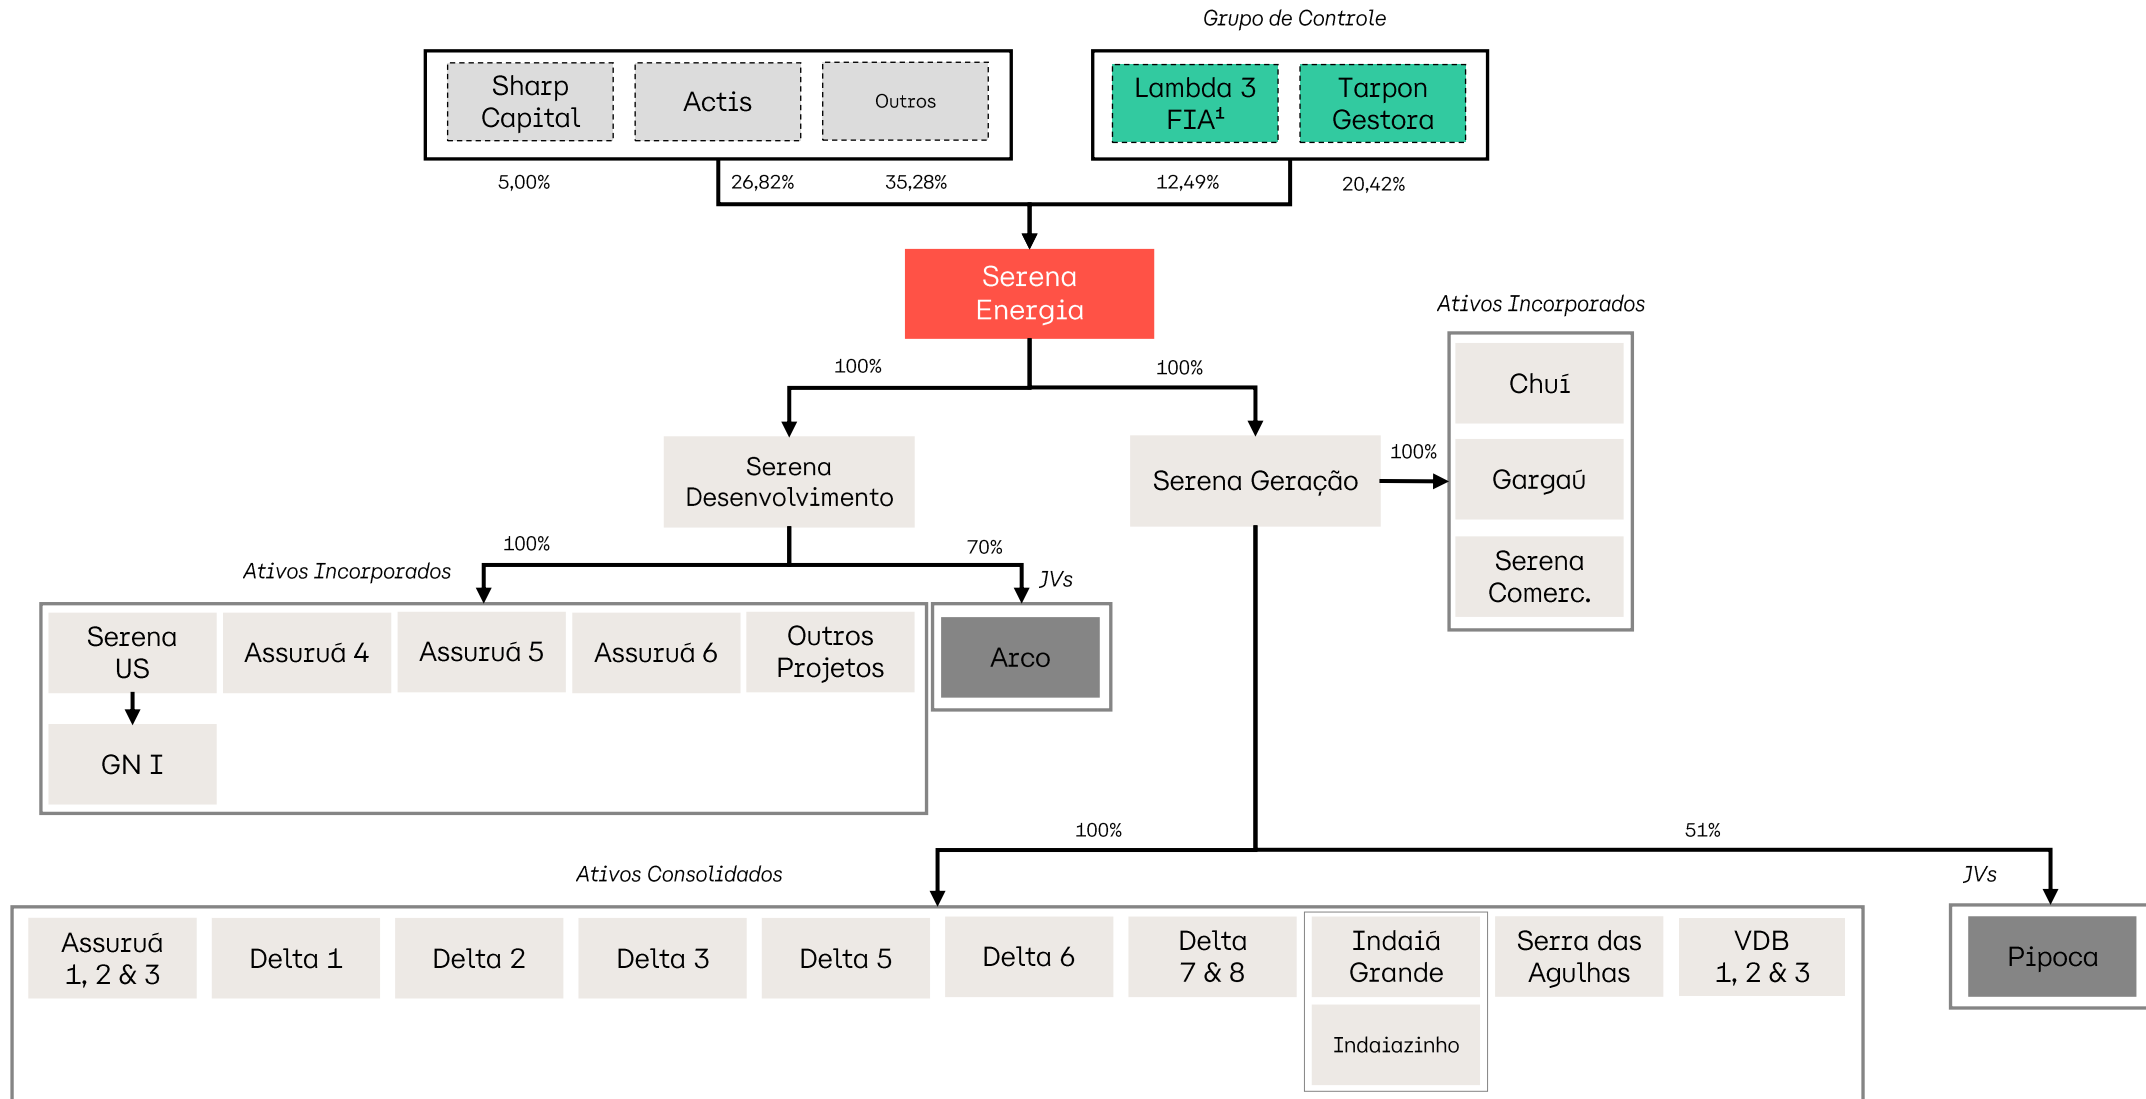 Grupo de Controle
Sharp
Capital
Actis
Outros
Lambda 3
FIA¹
Tarpon
Gestora
5,00%
26,82%
35,28%
12,49%
20,42%
Serena
Energia
Ativos Incorporados
100%
100%
Chuí
Serena
Desenvolvimento
Serena Geração
100%
Gargaú
Serena
Comerc.
100%
70%
Ativos Incorporados
JVs
Serena
US
Assuruá 4
Assuruá 5
Assuruá 6
Outros
Projetos
Arco
GN I
100%
51%
Ativos Consolidados
JVs
Assuruá
1, 2 & 3
Delta 1
Delta 2
Delta 3
Delta 5
Delta 6
Delta
7 & 8
Indaiá
Grande
Serra das
Agulhas
VDB
1, 2 & 3
Pipoca
Indaiazinho